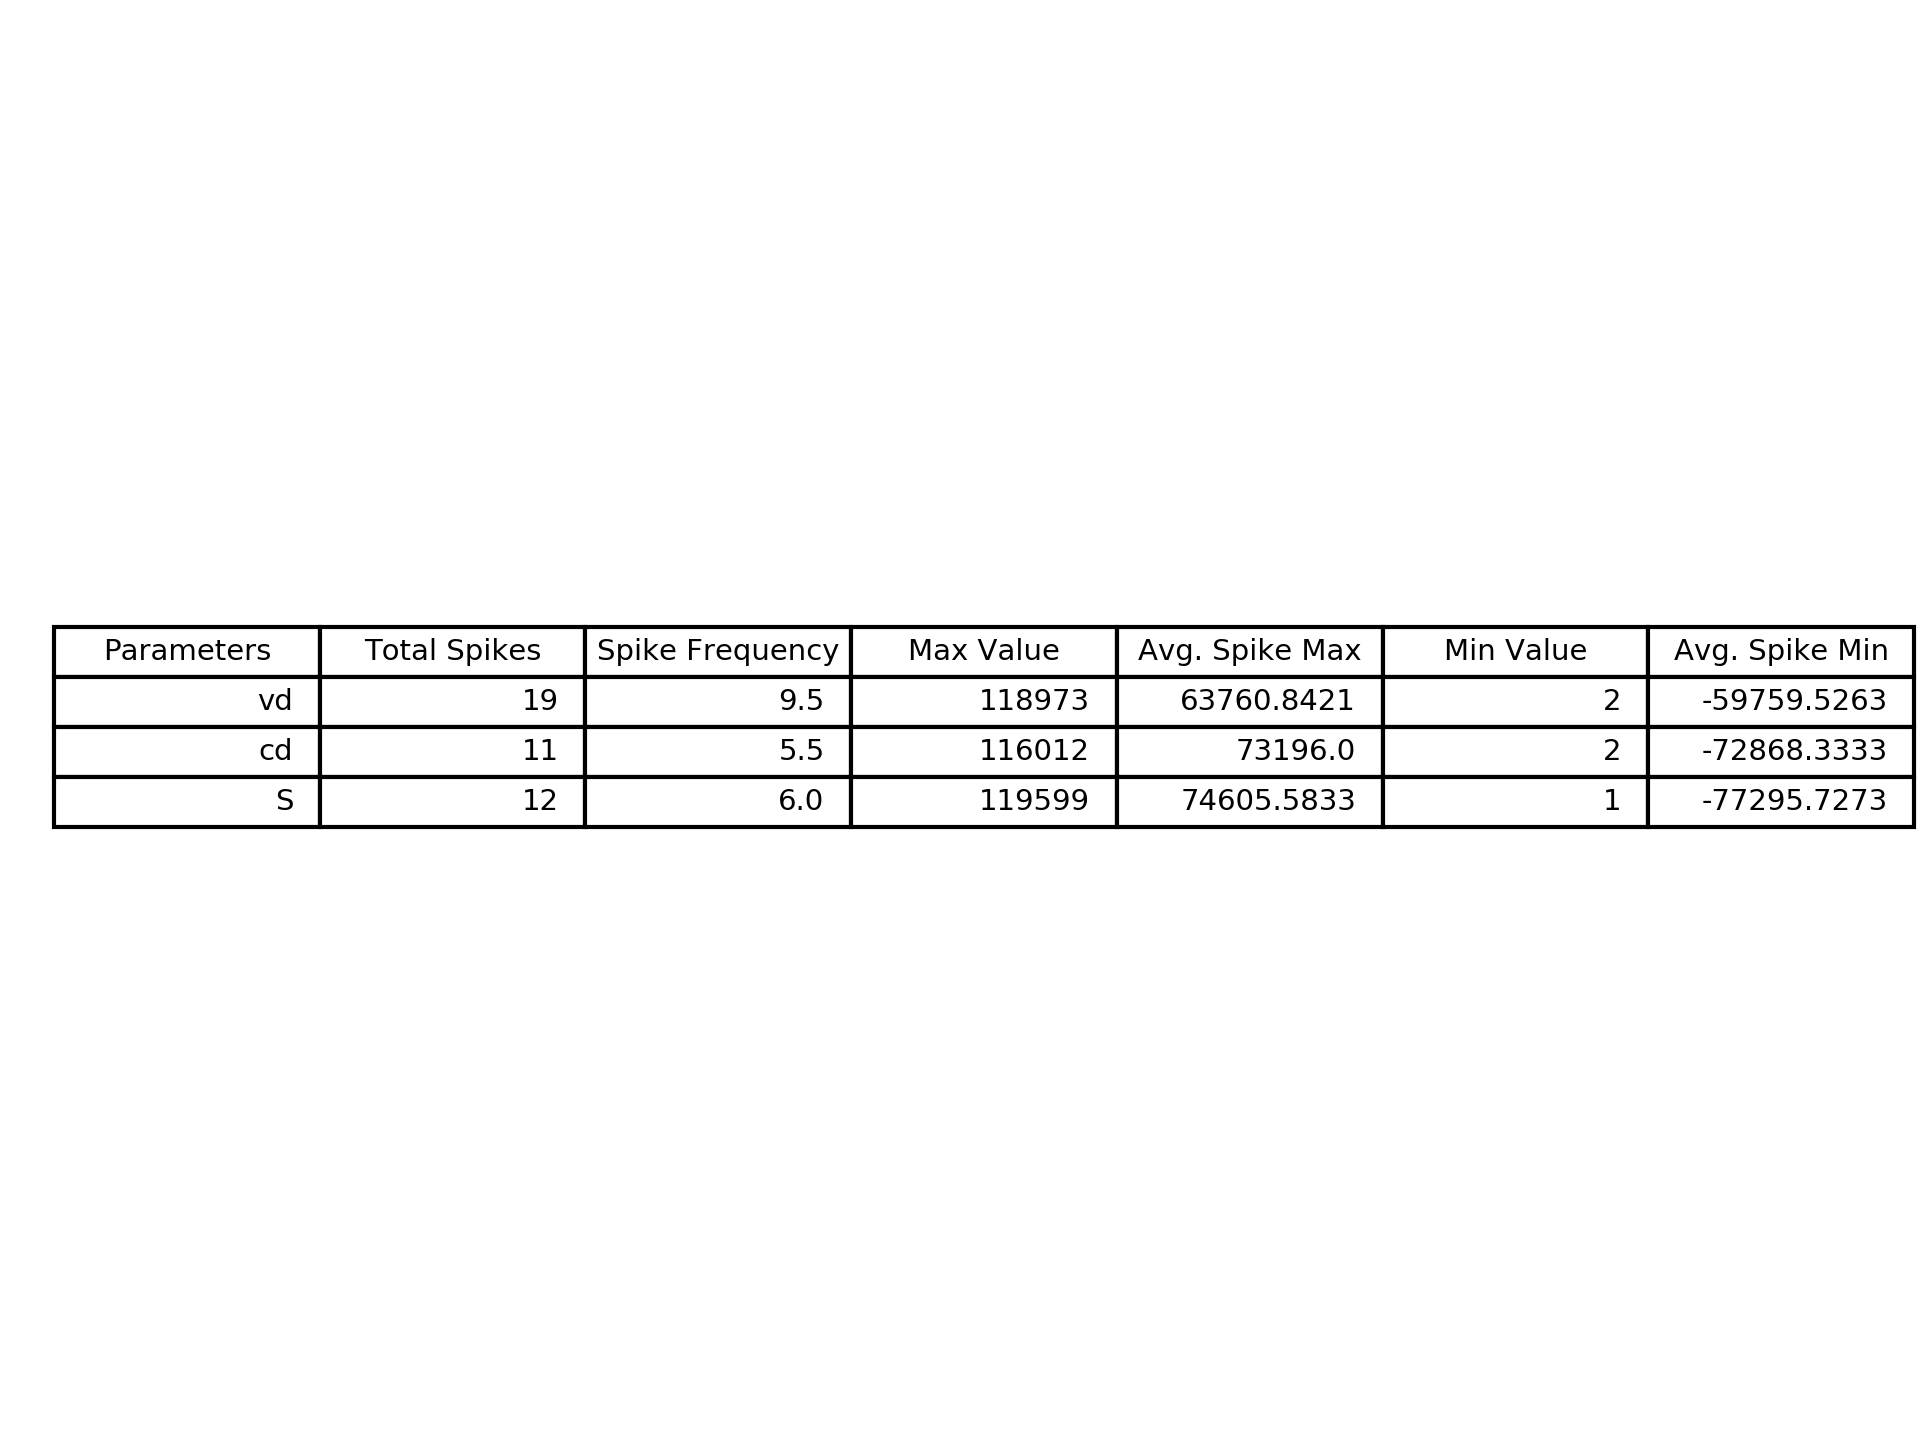 Parameters Total Spikes Spike Frequency Max Value Avg. Spike Max Min Value Avg. Spike Min
vd 19 9.5 118973 63760.8421 2 -59759.5263
cd 11 5.5 116012 73196.0 2 -72868.3333
S 12 6.0 119599 74605.5833 1 -77295.7273